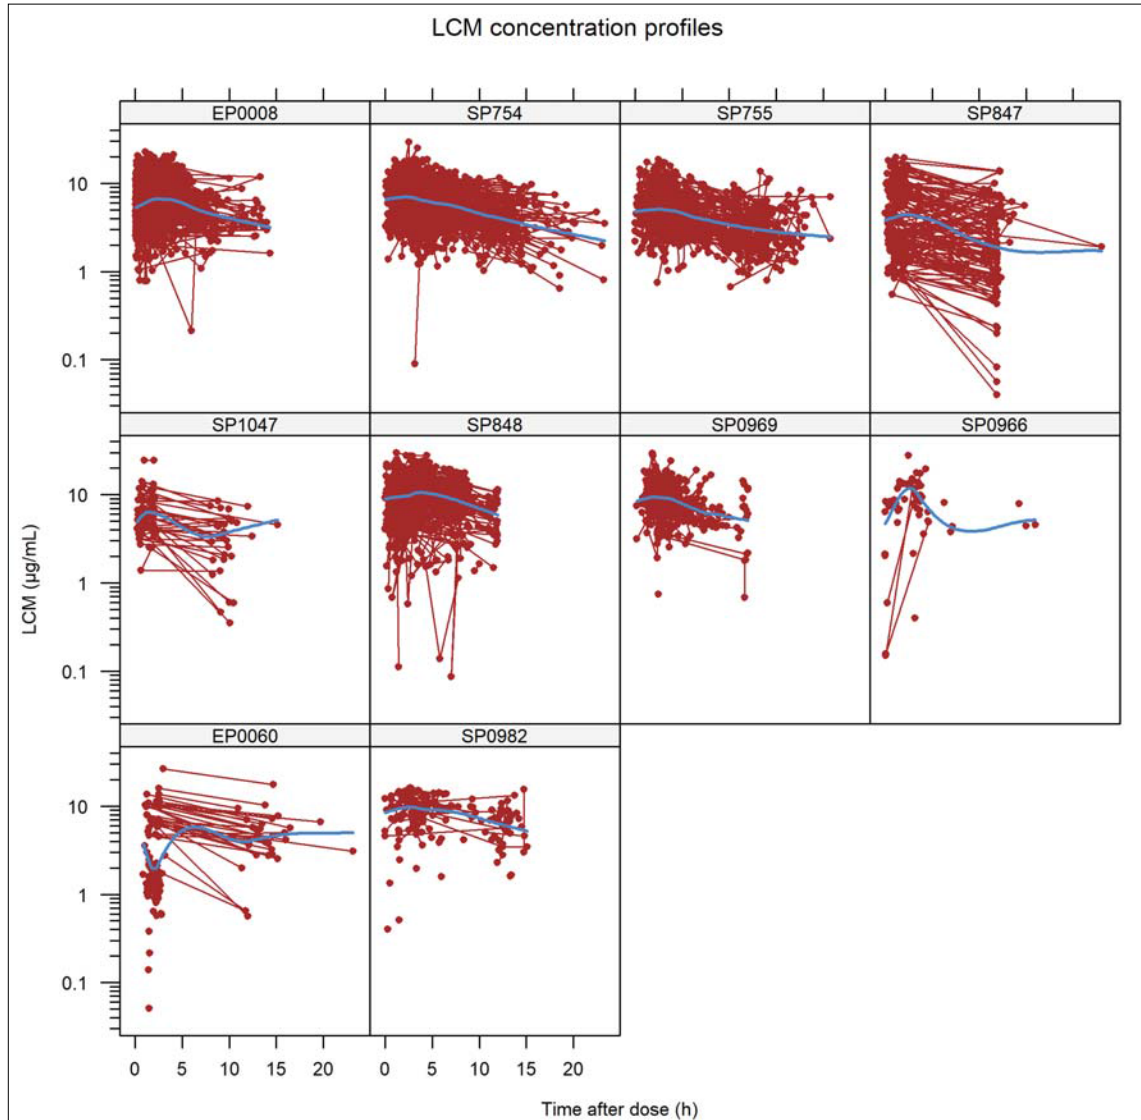 LCM concentration profiles
EP0008 SP754 SP755 SP847
10
1
0.1
SP1047 SP848 SP0969 SP0966
10
1
0.1
LCM (µg/mL)
EP0060 SP0982
10
1
0.1
0 5 10 15 20 0 5 10 15 20
Time after dose (h)